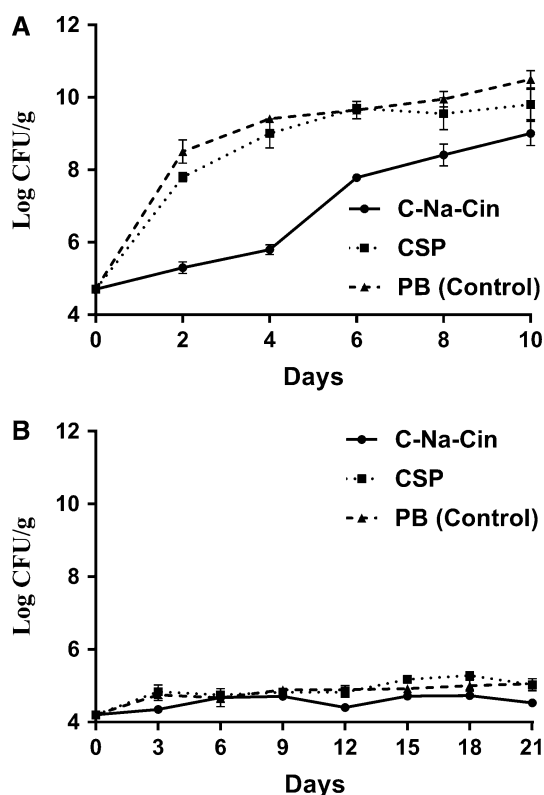 A
12
10
8
6
4
Log CFU/g
C-Na-Cin
CSP
PB (Control)
0 2 4 6 8 10
Days
B
12
10
8
6
4
Log CFU/g
C-Na-Cin
CSP
PB (Control)
0 3 6 9 12 15 18 21
Days